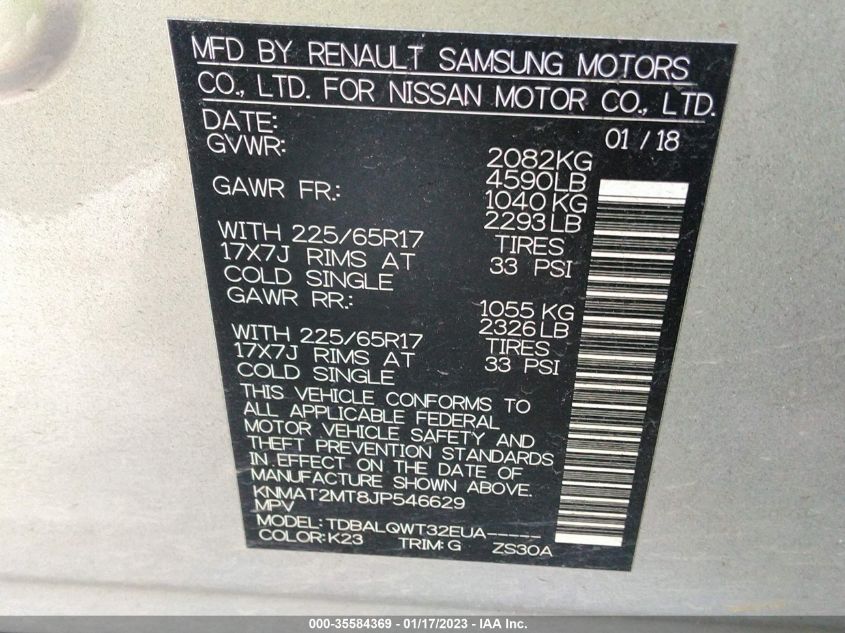 MFD BY RENAULT SAMSUNG MOTORS
CO., LTD. FOR NISSAN MOTOR CO., LTD.
DATE: 01 / 18
GVWR: 2082KG
4590LB
GAWR FR.: 1040 KG
2293LB
WITH 225/65R17 TIRES
17X7J RIMS AT 33 PSI
COLD SINGLE
GAWR RR.: 1055 KG
2326LB
WITH 225/65R17 TIRES
17X7J RIMS AT 33 PSI
COLD SINGLE
THIS VEHICLE CONFORMS TO
ALL APPLICABLE FEDERAL
MOTOR VEHICLE SAFETY AND
THEFT PREVENTION STANDARDS
IN EFFECT ON THE DATE OF
MANUFACTURE SHOWN ABOVE.
KNMAT2MT8JP546629
MPV
MODEL: TDBALQWT32EUA-----
COLOR: K23 TRIM: G ZS30A
000-35584369 - 01/17/2023 - IAA Inc.